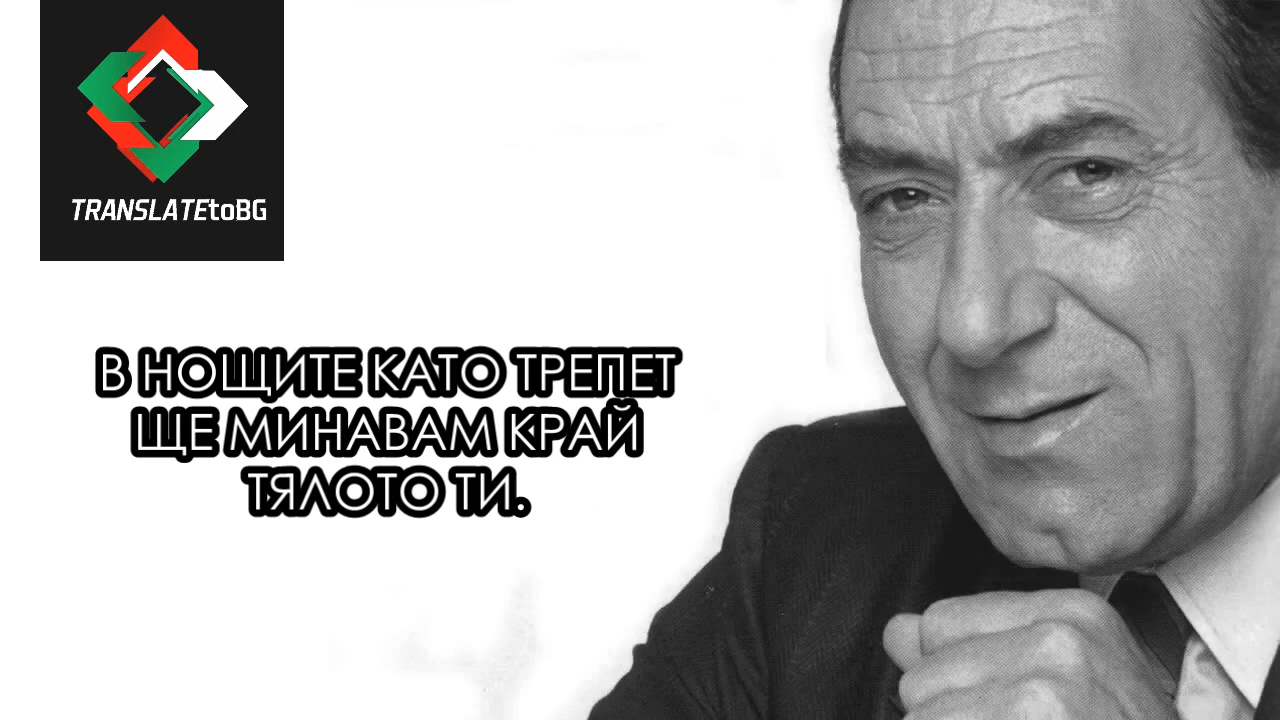 TRANSLATEtoBG
В НОЩИТЕ КАТО ТРЕПЕТ
ЩЕ МИНАВАМ КРАЙ
ТЯЛОТО ТИ.